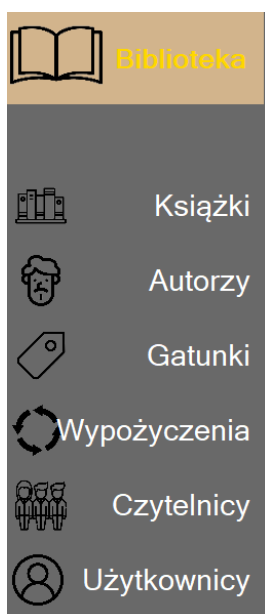 Biblioteka
Książki
Autorzy
Gatunki
Wypożyczenia
Czytelnicy
Użytkownicy